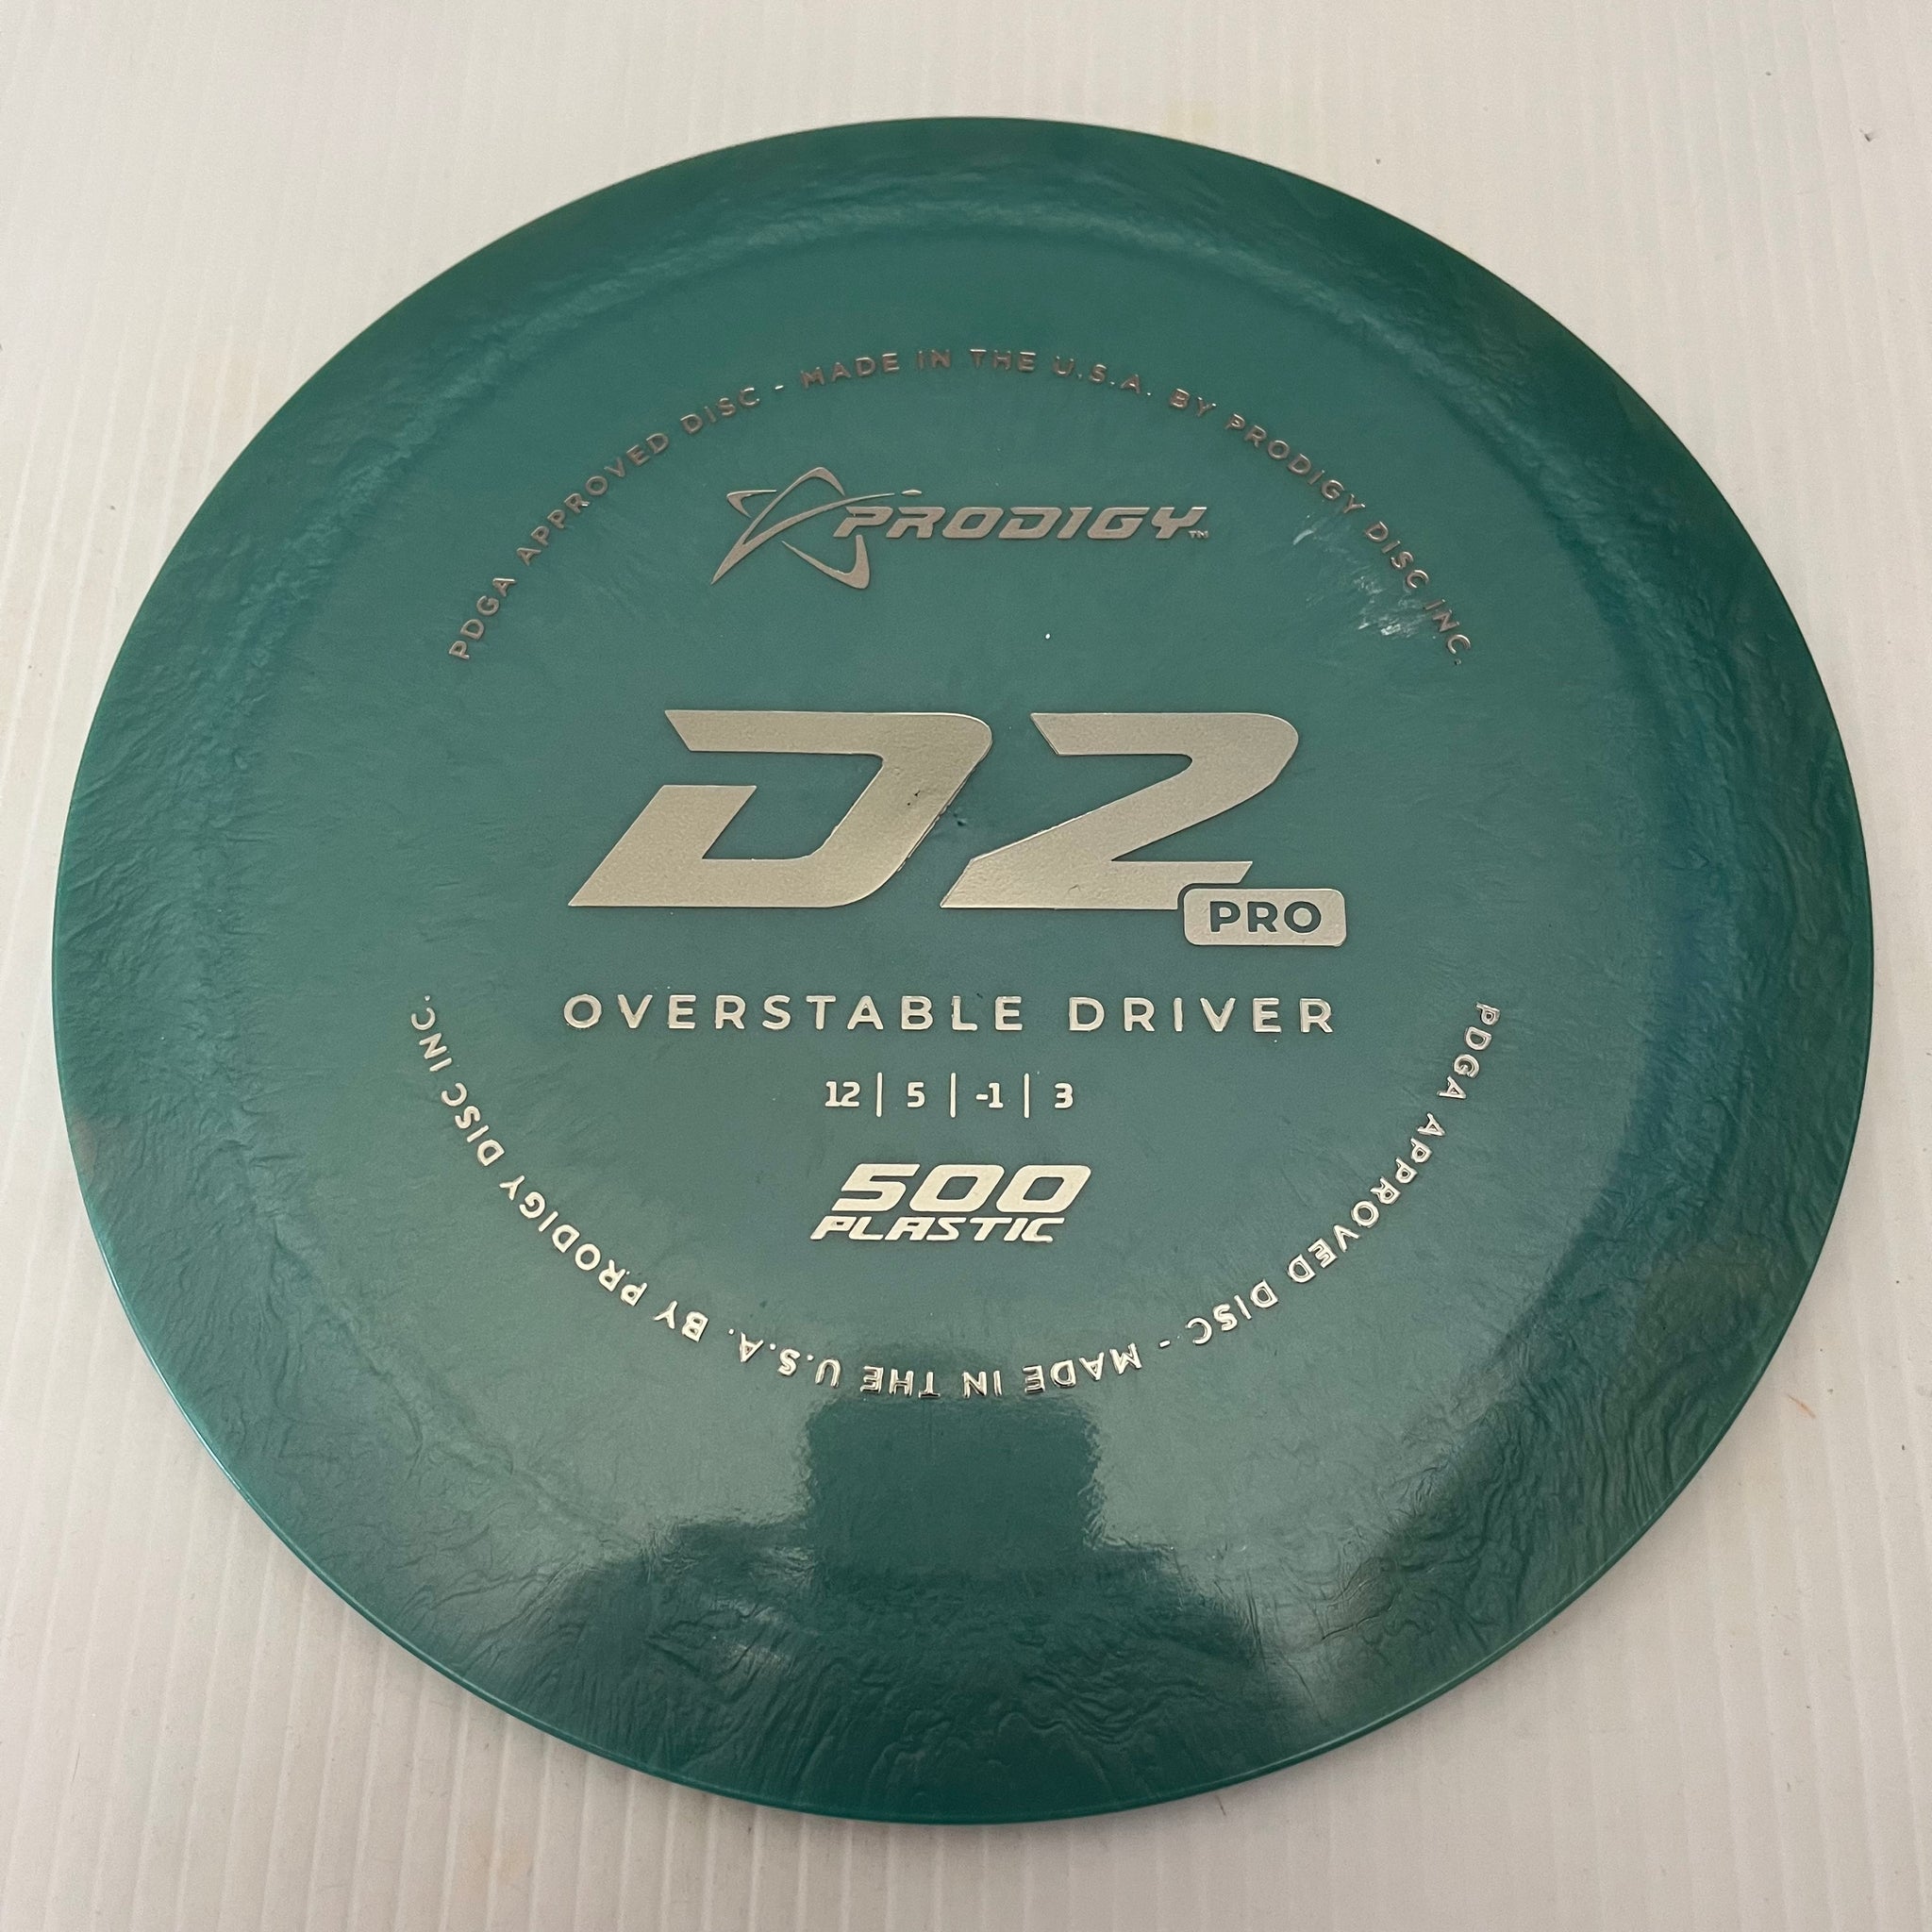 PDGA APPROVED DISC - MADE IN THE U.S.A. BY PRODIGY DISC INC.
PRODIGY™
D2
PRO
OVERSTABLE DRIVER
12 | 5 | -1 | 3
500
PLASTIC
PDGA APPROVED DISC - MADE IN THE U.S.A. BY PRODIGY DISC INC.